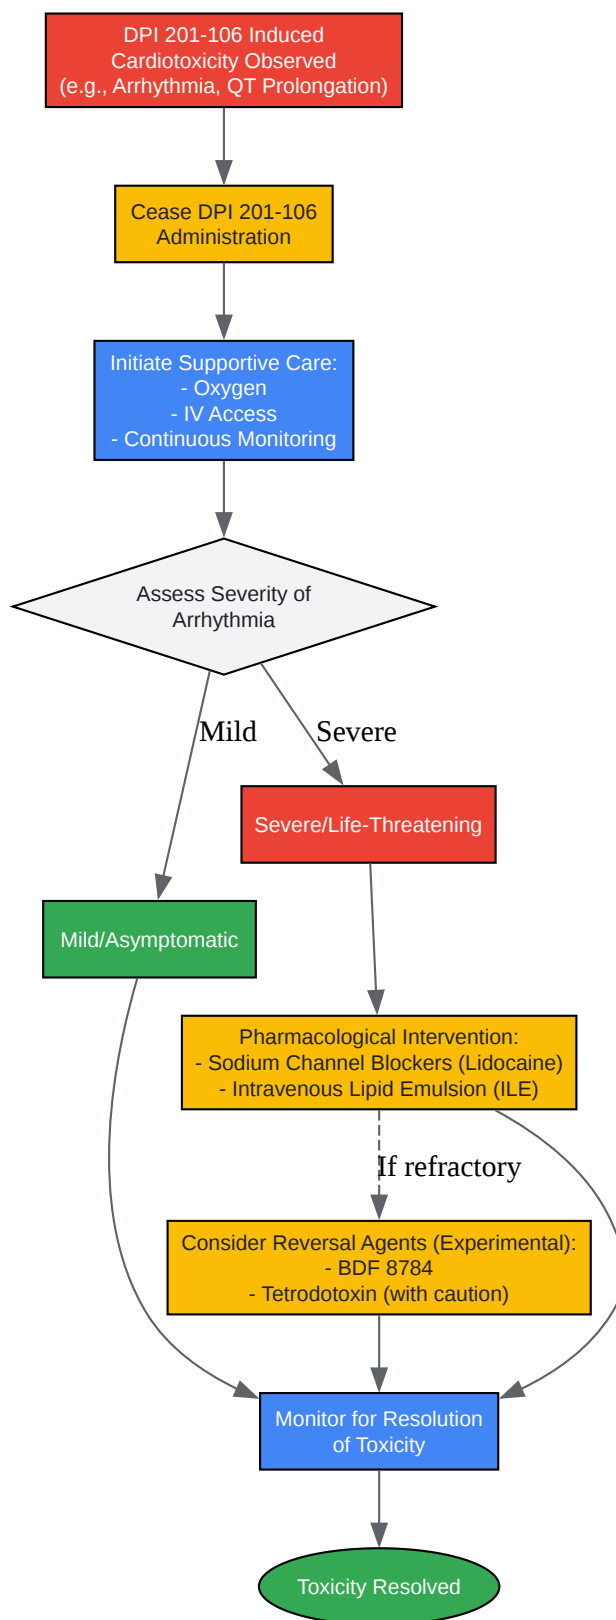 DPI 201-106 Induced
Cardiotoxicity Observed
(e.g., Arrhythmia, QT Prolongation)
Cease DPI 201-106
Administration
Initiate Supportive Care:
- Oxygen
- IV Access
- Continuous Monitoring
Assess Severity of
Arrhythmia
Mild
Severe
Severe/Life-Threatening
Mild/Asymptomatic
Pharmacological Intervention:
- Sodium Channel Blockers (Lidocaine)
- Intravenous Lipid Emulsion (ILE)
If refractory
Consider Reversal Agents (Experimental):
- BDF 8784
- Tetrodotoxin (with caution)
Monitor for Resolution
of Toxicity
Toxicity Resolved